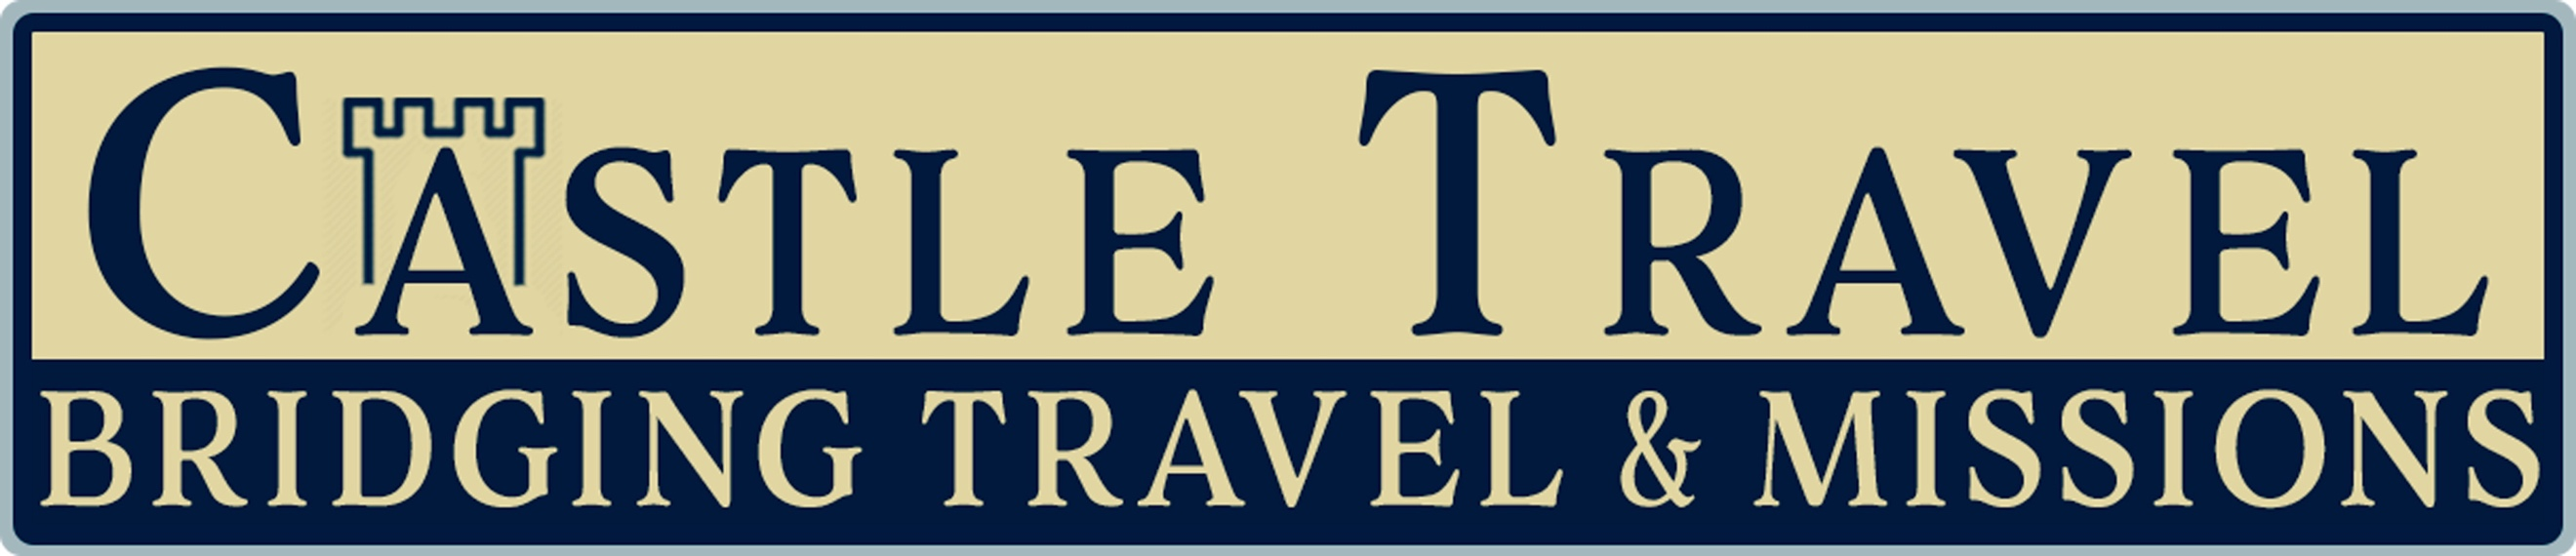 Castle Travel
BRIDGING TRAVEL & MISSIONS